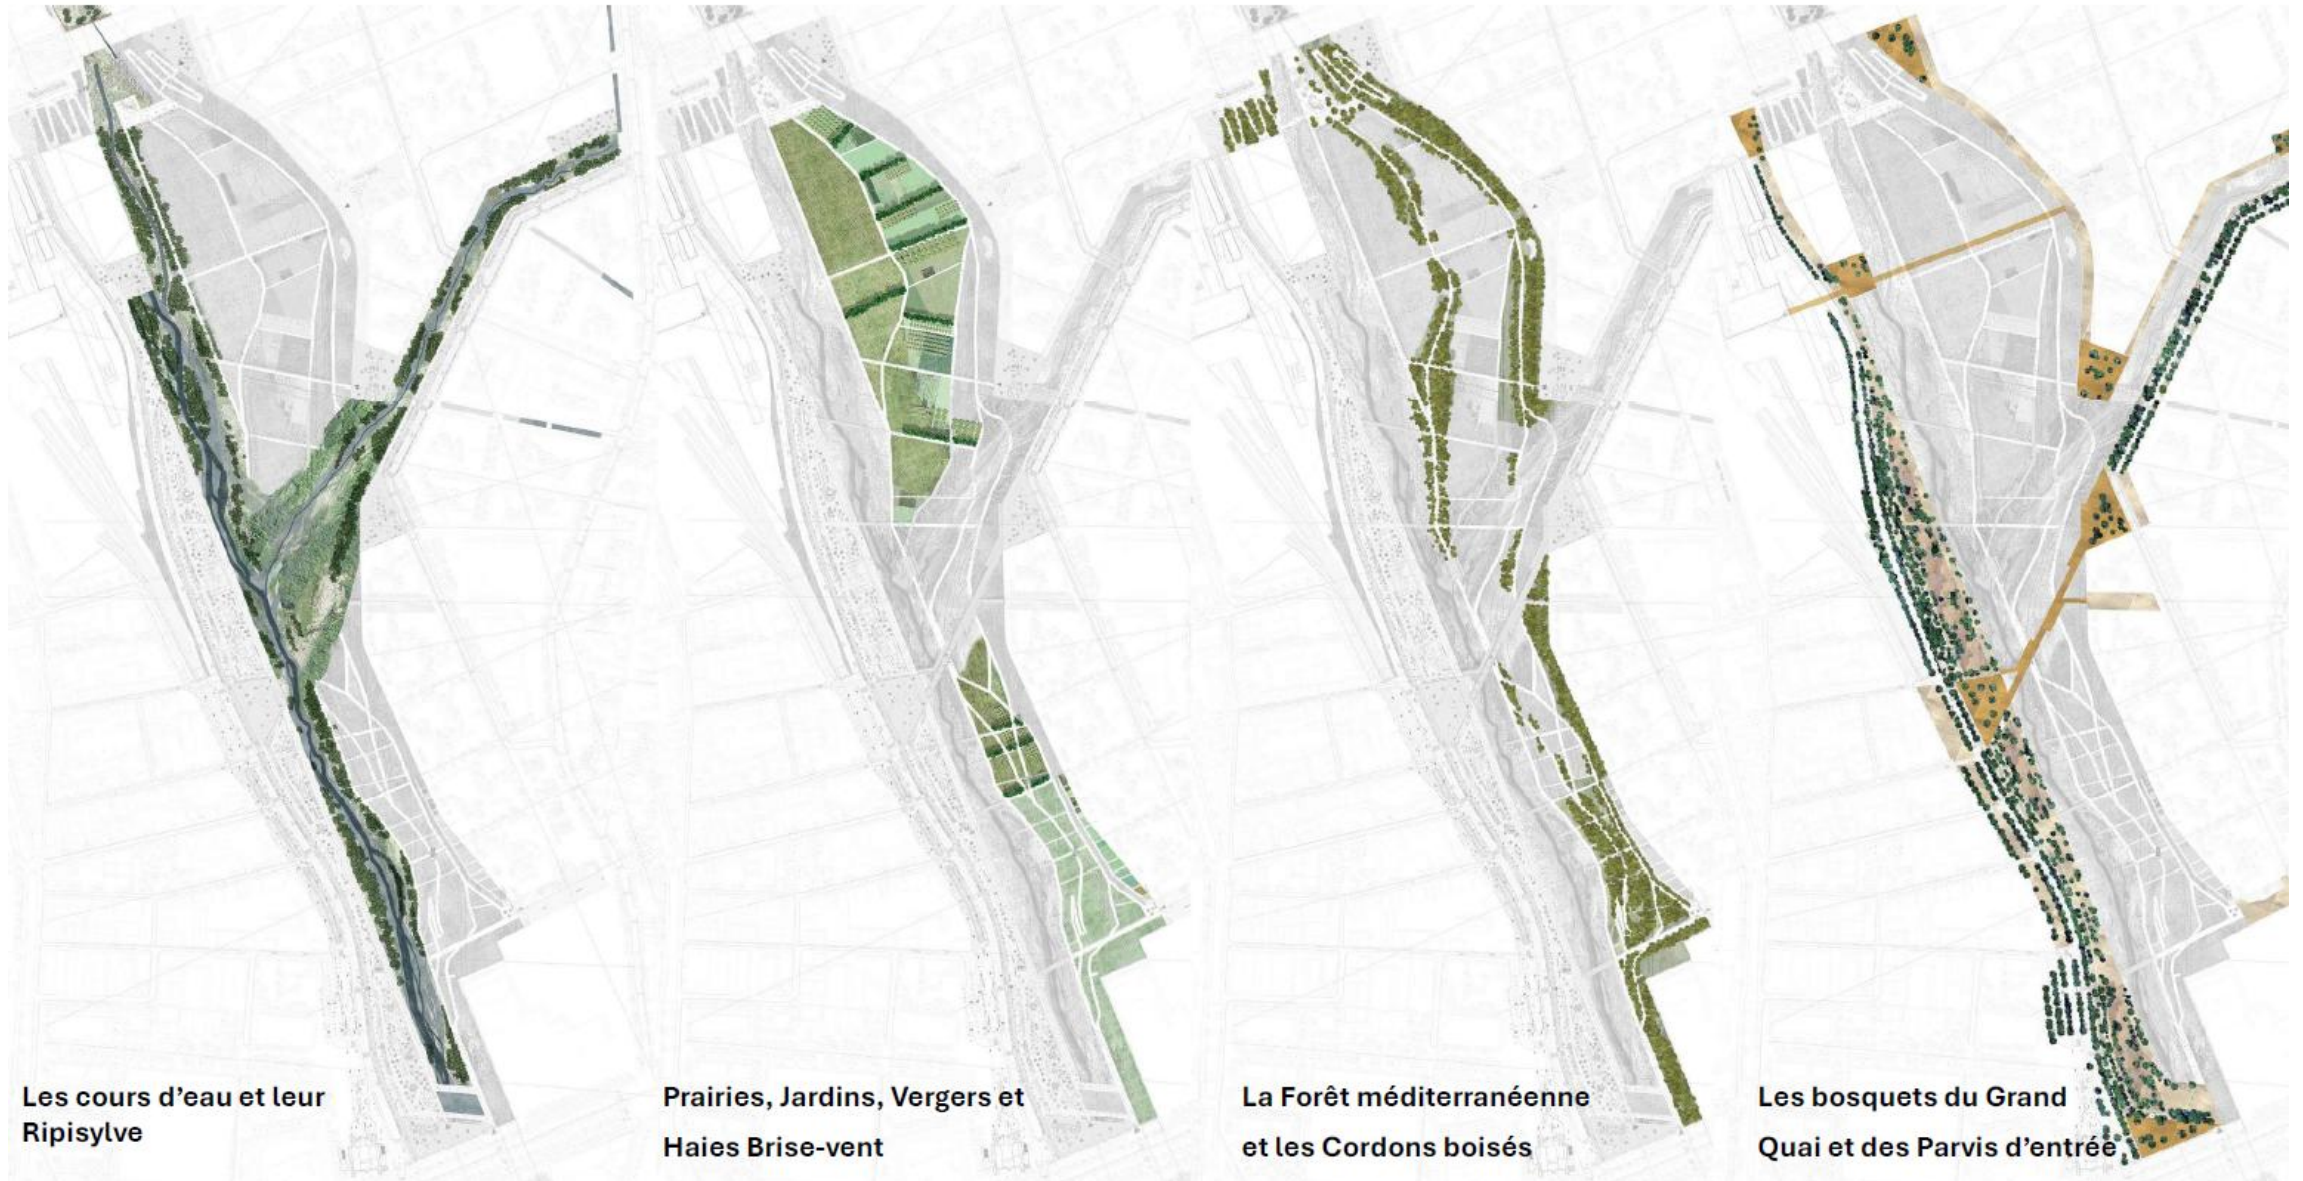 Les cours d'eau et leur
Ripisylve
Prairies, Jardins, Vergers et
Haies Brise-vent
La Forêt méditerranéenne
et les Cordons boisés
Les bosquets du Grand
Quai et des Parvis d'entrée